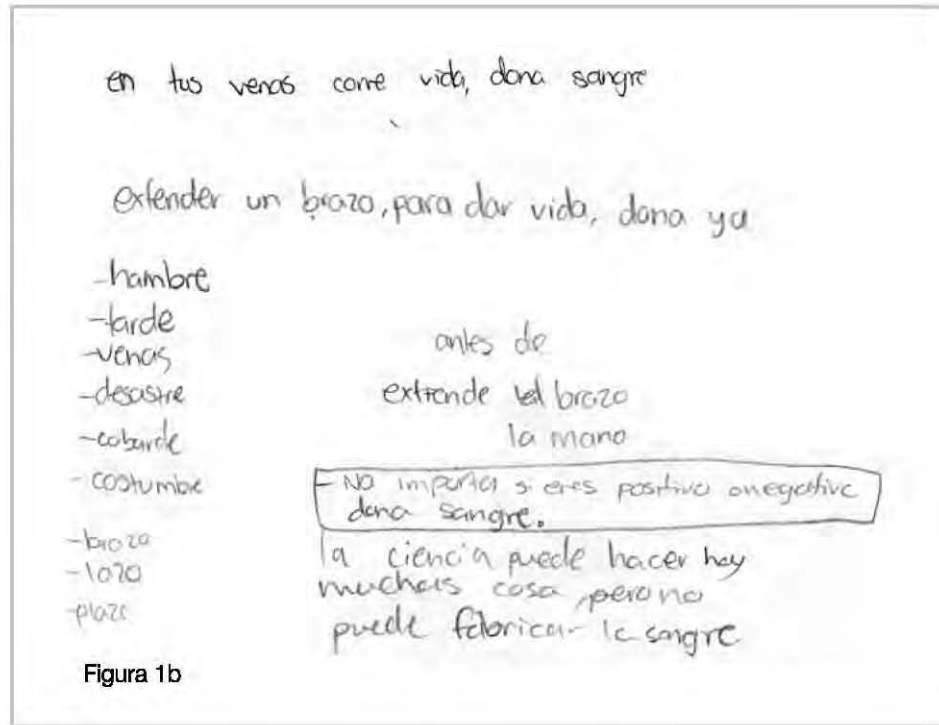 en tus venas corre vida, dona sangre
extender un brazo, para dar vida, dona ya
-hambre
-tarde
-venas
-desastre
-cobarde
-costumbre
-brazo
-lazo
-plazo
antes de
extiende el brazo
la mano
- No importa si eres positivo o negativo
dona sangre.
la ciencia puede hacer hoy
muchas cosa, pero no
puede fabricar la sangre
Figura 1b